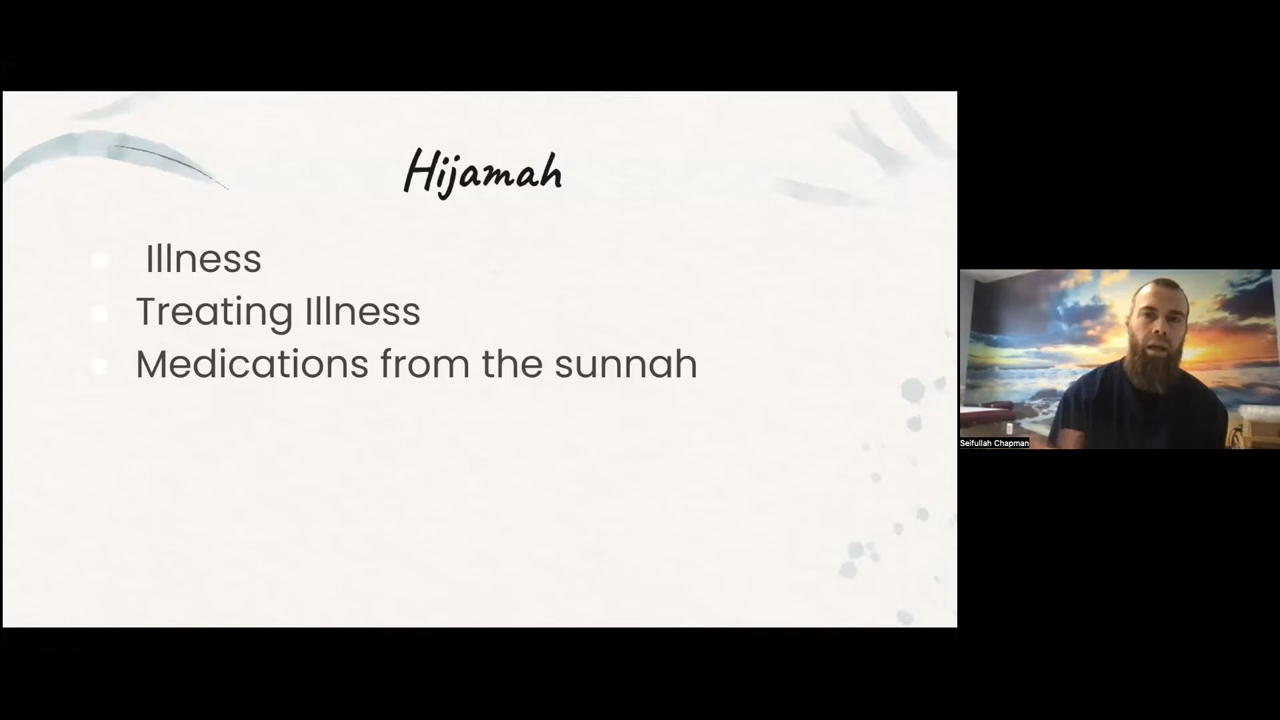 Hijamah
Illness
Treating Illness
Medications from the sunnah
Seifullah Chapman